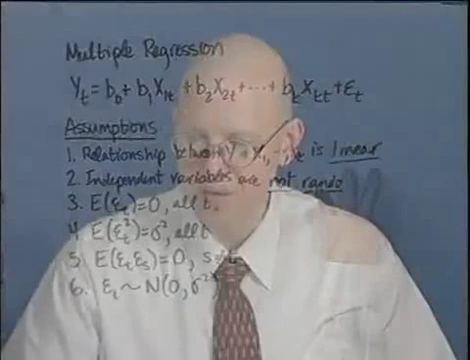 Multiple Regression
Yₜ = b₀ + b₁X₁ₜ + b₂X₂ₜ + ⋯ + bₜXₜₜ + εₜ
Assumptions
1. Relationship between Y X₁, ⋯, ₜ is linear
2. Independent variables are not rando
3. E(εₜ)=0, all t.
4. E(εₜ²)=σ², all t
5. E(εₜεₛ)=0, s
6. εₜ ~ N(0, σ²)